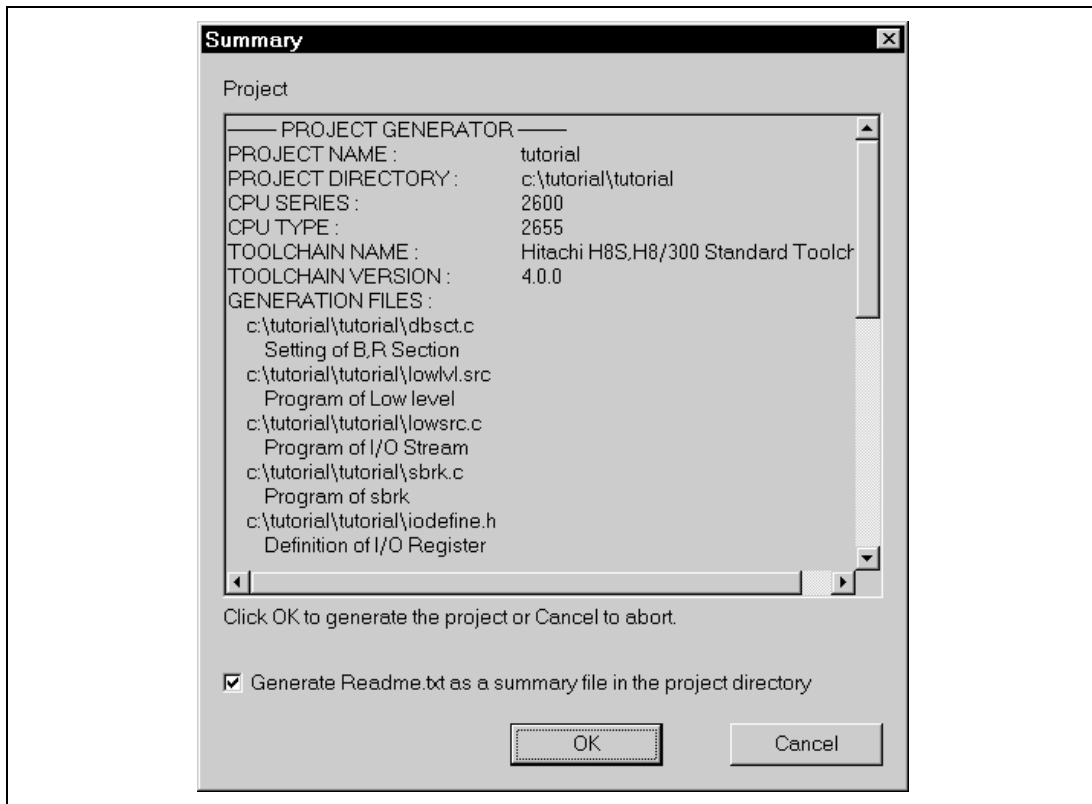 Summary
Project
—— PROJECT GENERATOR ——
PROJECT NAME : tutorial
PROJECT DIRECTORY : c:\tutorial\tutorial
CPU SERIES : 2600
CPU TYPE : 2655
TOOLCHAIN NAME : Hitachi H8S,H8/300 Standard Toolch
TOOLCHAIN VERSION : 4.0.0
GENERATION FILES :
c:\tutorial\tutorial\dbsct.c
Setting of B,R Section
c:\tutorial\tutorial\lowlvl.src
Program of Low level
c:\tutorial\tutorial\lowsrc.c
Program of I/O Stream
c:\tutorial\tutorial\sbrk.c
Program of sbrk
c:\tutorial\tutorial\iodefine.h
Definition of I/O Register
Click OK to generate the project or Cancel to abort.
Generate Readme.txt as a summary file in the project directory
OK Cancel